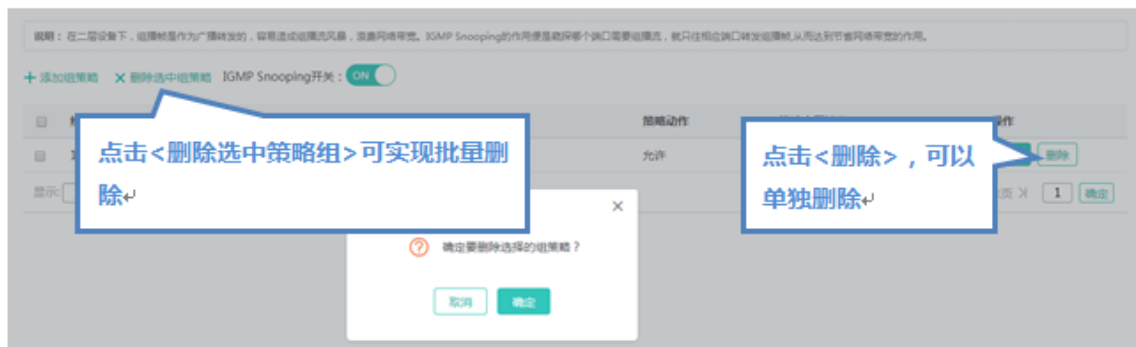 说明：在二层设备下，组播帧是作为广播转发的，容易造成组播流风暴，浪费网络带宽。IGMP Snooping的作用便是窥探哪个端口需要组播流，就只往相应端口转发组播帧,从而达到节省网络带宽的作用。
+ 添加组策略 × 删除选中组策略 IGMP Snooping开关： ON
策略动作
允许 删除
点击<删除选中策略组>可实现批量删
除↵
点击<删除>，可以
单独删除↵
显示: 页 1 确定
×
确定要删除选择的组策略？
取消 确定